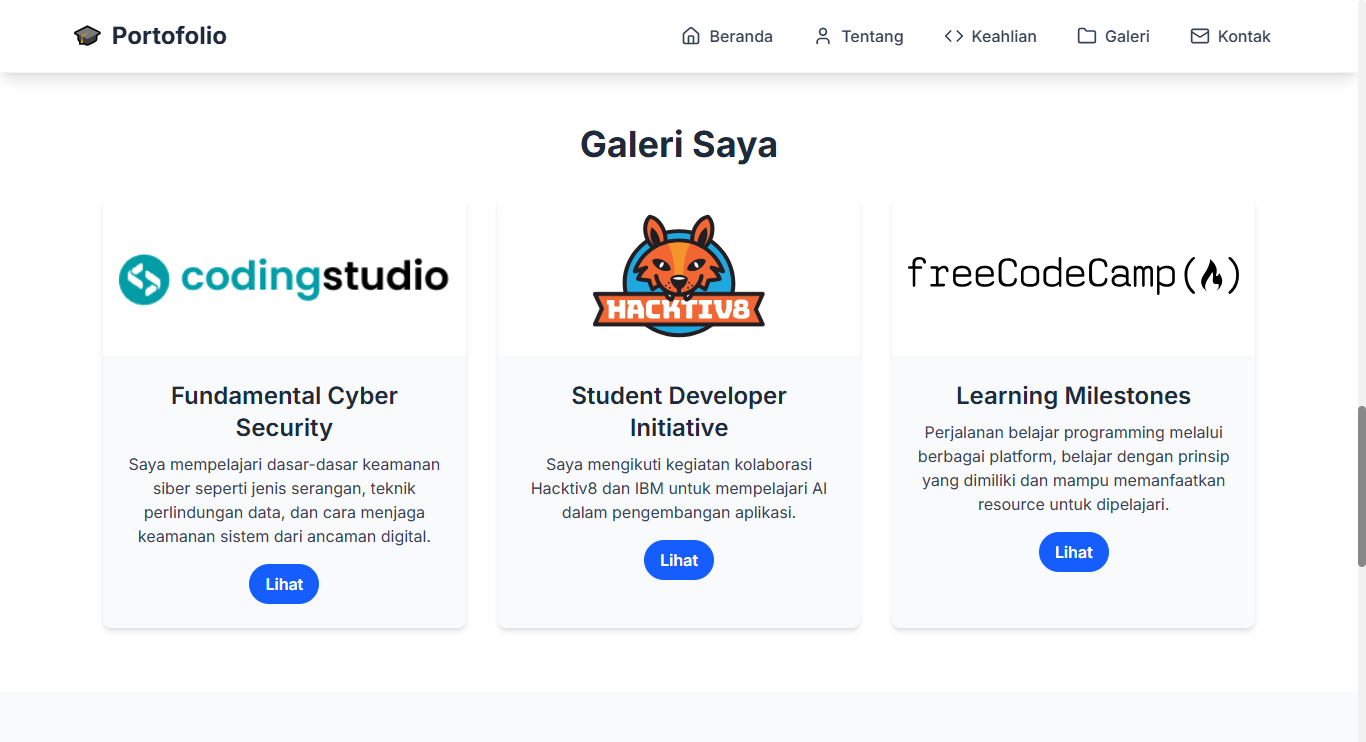 Portofolio
Beranda
Tentang
Keahlian
Galeri
Kontak
Galeri Saya
codingstudio
Fundamental Cyber
Security
Saya mempelajari dasar-dasar keamanan
siber seperti jenis serangan, teknik
perlindungan data, dan cara menjaga
keamanan sistem dari ancaman digital.
Lihat
HACKTIV8
Student Developer
Initiative
Saya mengikuti kegiatan kolaborasi
Hacktiv8 dan IBM untuk mempelajari AI
dalam pengembangan aplikasi.
Lihat
freeCodeCamp(🔥)
Learning Milestones
Perjalanan belajar programming melalui
berbagai platform, belajar dengan prinsip
yang dimiliki dan mampu memanfaatkan
resource untuk dipelajari.
Lihat